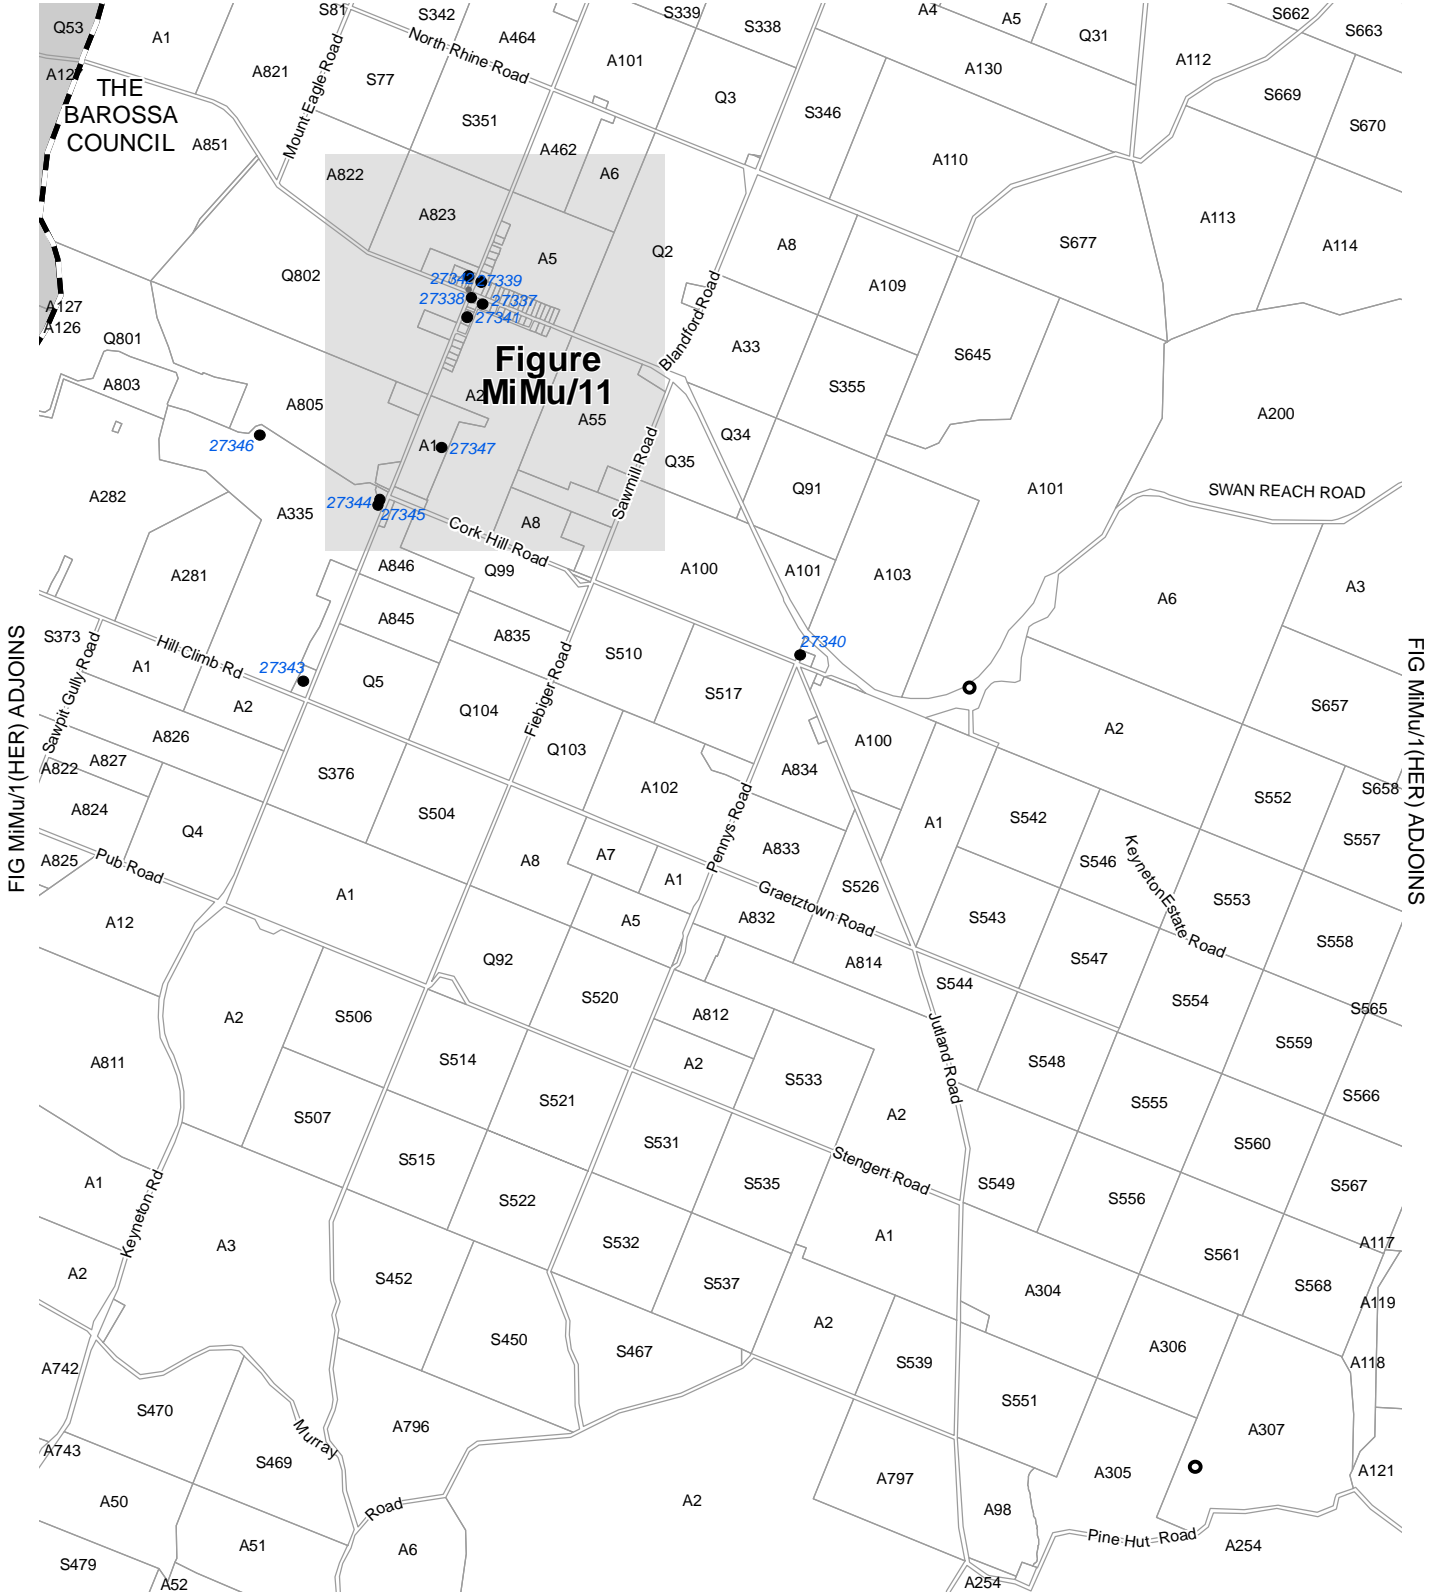 S81
S342
S339
S338
A4
A5
S662
S663
Q53
A1
A464
Q31
North Rhine Road
A101
A112
A821
S77
A130
A12
THE
BAROSSA
COUNCIL
Mount Eagle Road
Q3
S669
S346
S351
S670
A851
A462
A110
A822
A6
A823
A113
A8
S677
A114
Q2
A5
Q802
27342
27339
A109
27338
27337
A127
27341
A126
Blandford Road
Q801
A33
S645
Figure
MiMu/11
A803
S355
A2
A805
A55
A200
Q34
27346
A1
27347
Q35
Sawmill Road
Q91
A101
SWAN REACH ROAD
A282
27344
27345
A335
A8
Cork Hill Road
A846
Q99
A100
A101
A103
A281
A3
A6
A845
S373
Hill Climb Rd
A835
27340
S510
FIG MiMu/1(HER) ADJOINS
FIG MiMu/1(HER) ADJOINS
A1
Sawpit Gully Road
27343
Q5
Fiebiger Road
S517
A2
Q104
S657
A826
A100
A2
Q103
A827
A822
S376
A834
A102
S658
S552
A824
S504
Pennys Road
S542
A1
Q4
S557
A833
A7
A8
A825
S546
Pub Road
Keyneton Estate Road
A1
S526
A1
S553
Graetztown Road
A12
A5
A832
S543
S558
Q92
A814
S547
S544
S520
S554
S565
A2
S506
A812
Jutland Road
S559
S514
A811
A2
S548
S533
S566
S521
S555
A2
S507
S531
S560
Stengert Road
S515
A1
S535
S549
S567
S556
S522
Keyneton Rd
A1
A3
S532
A117
S561
A2
S452
S537
S568
A304
A119
A2
S450
A306
S467
A742
S539
A118
S551
S470
A796
A307
Murray
A743
S469
A305
A121
A797
A50
A2
Road
A98
Pine Hut Road
A51
A6
A254
S479
A52
A254